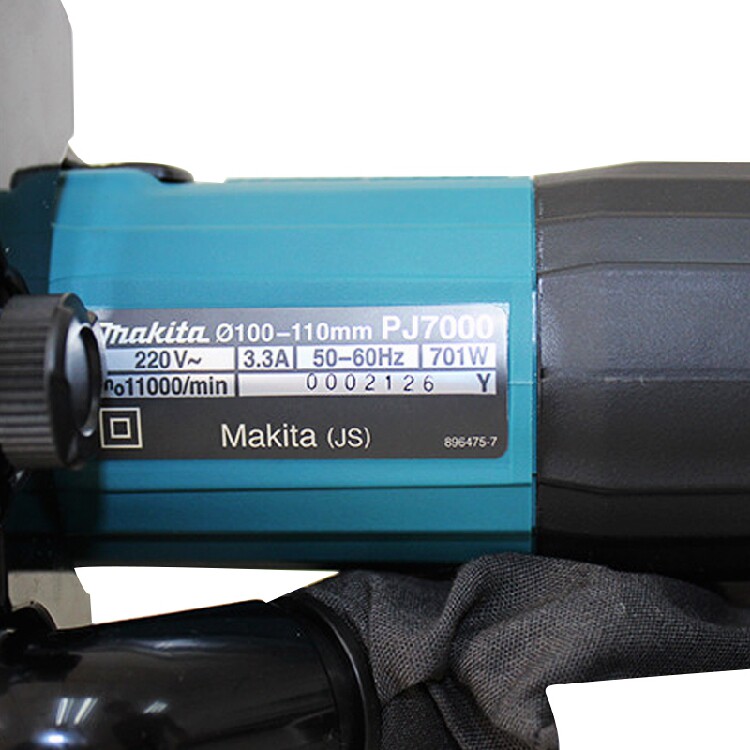 makita Ø100-110mm PJ7000
220V~ 3.3A 50-60Hz 701W
n₀11000/min 0002126 Y
Makita (JS) 896475-7